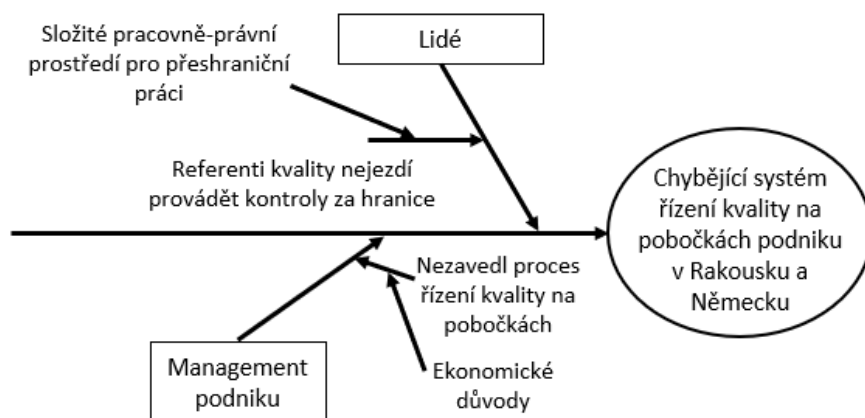 Složité pracovně-právní
prostředí pro přeshraniční
práci
Lidé
Referenti kvality nejezdí
provádět kontroly za hranice
Chybějící systém
řízení kvality na
pobočkách podniku
v Rakousku a
Německu
Nezavedl proces
řízení kvality na
pobočkách
Management
podniku
Ekonomické
důvody